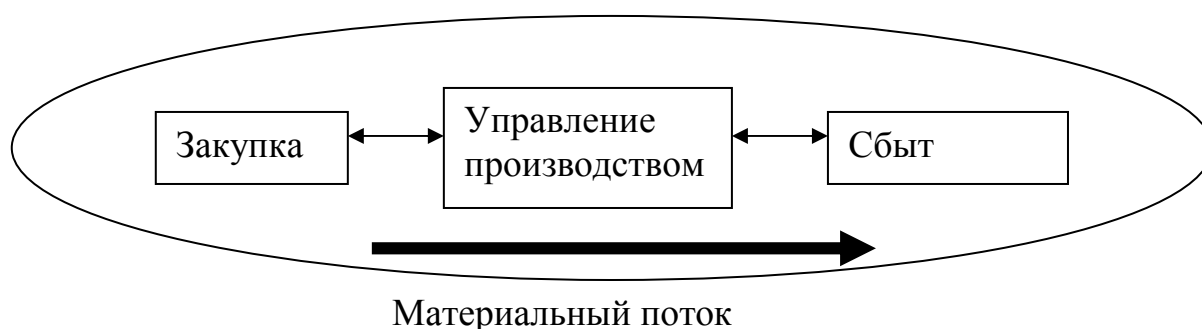 Закупка
Управление
производством
Сбыт
Материальный поток